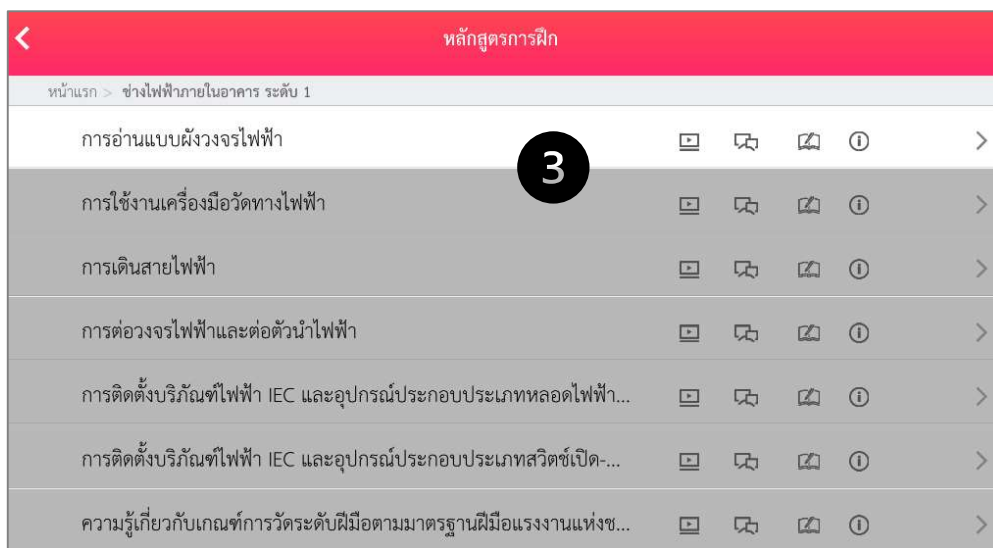 หลักสูตรการฝึก
หน้าแรก > ช่างไฟฟ้าภายในอาคาร ระดับ 1
การอ่านแบบผังวงจรไฟฟ้า
3
การใช้งานเครื่องมือวัดทางไฟฟ้า
การเดินสายไฟฟ้า
การต่อวงจรไฟฟ้าและต่อตัวนำไฟฟ้า
การติดตั้งบริภัณฑ์ไฟฟ้า IEC และอุปกรณ์ประกอบประเภทหลอดไฟฟ้า...
การติดตั้งบริภัณฑ์ไฟฟ้า IEC และอุปกรณ์ประกอบประเภทสวิตช์เปิด-...
ความรู้เกี่ยวกับเกณฑ์การวัดระดับฝีมือตามมาตรฐานฝีมือแรงงานแห่งช...